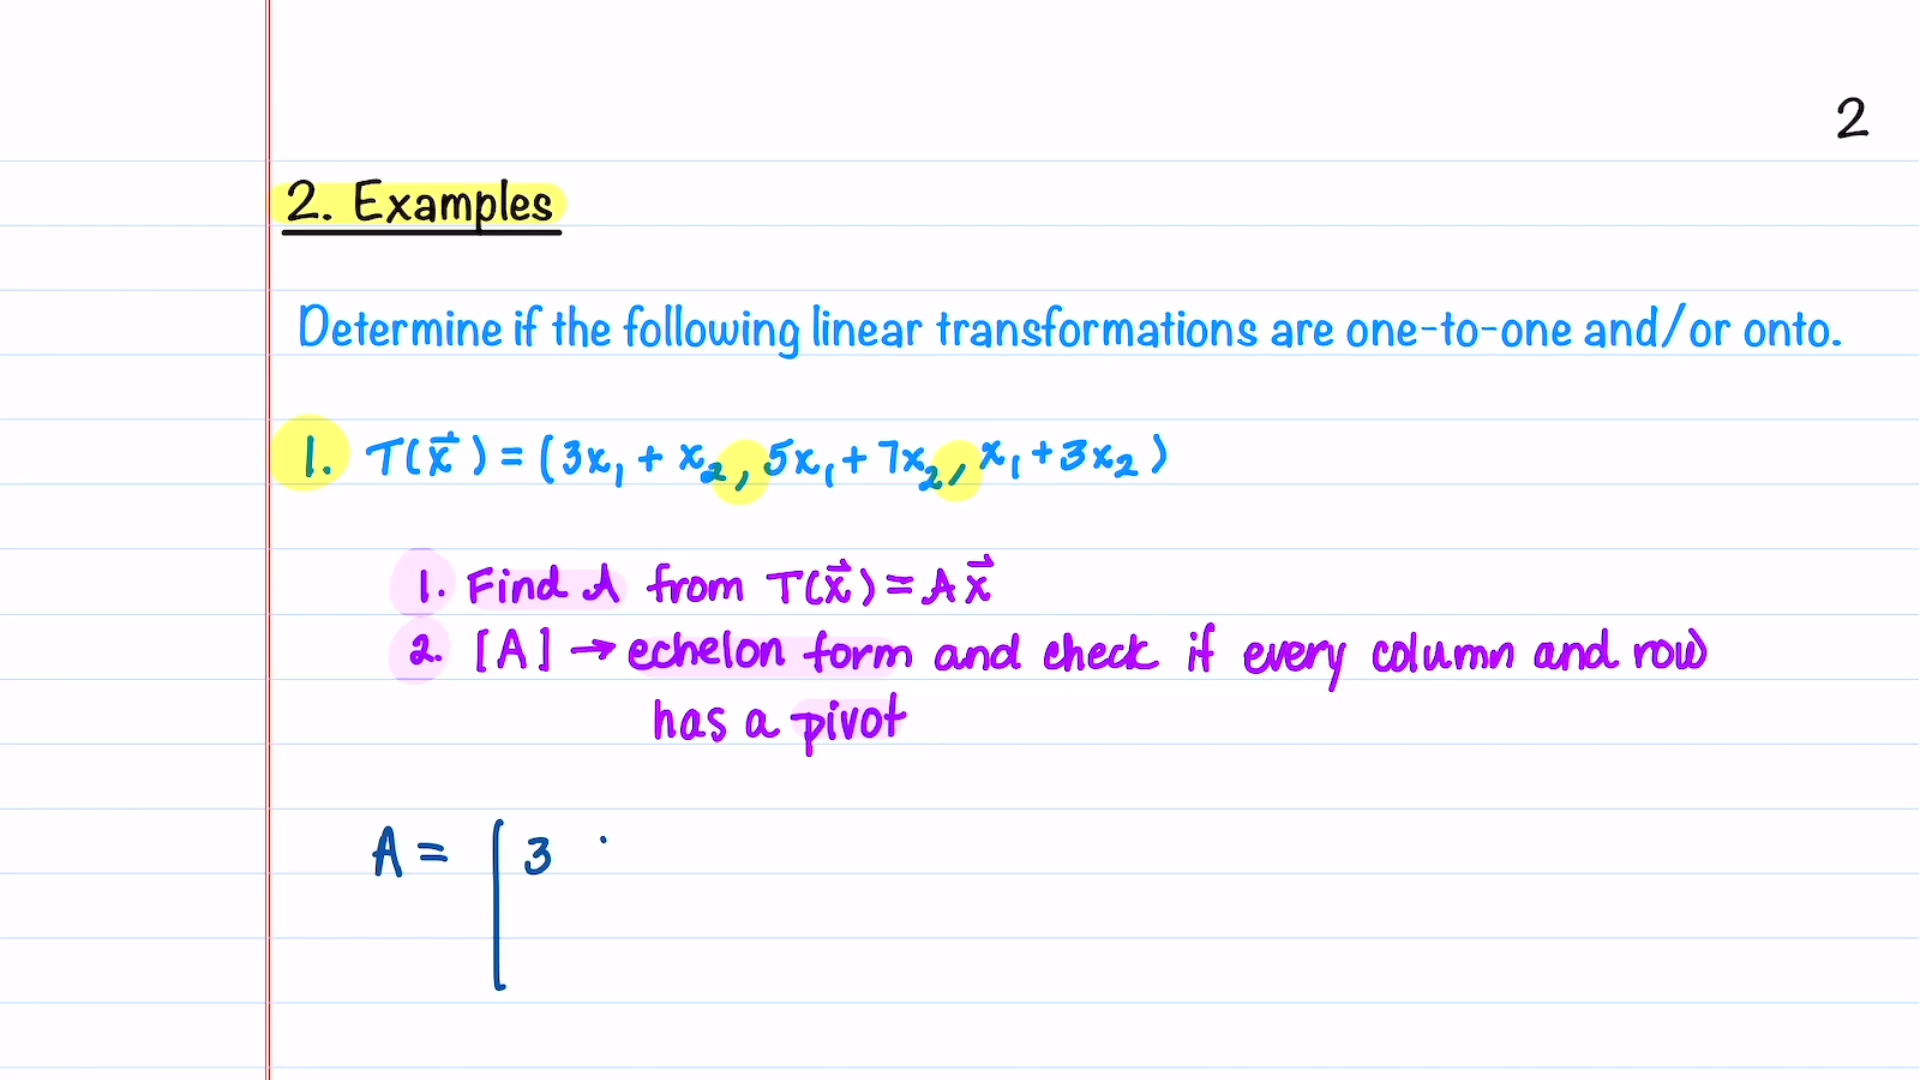 2
2. Examples
Determine if the following linear transformations are one-to-one and/or onto.
1. T(x⃗) = (3x₁ + x₂, 5x₁ + 7x₂, x₁ + 3x₂)
1. Find A from T(x⃗) = Ax⃗
2. [A] → echelon form and check if every column and row
has a pivot
A = [ 3